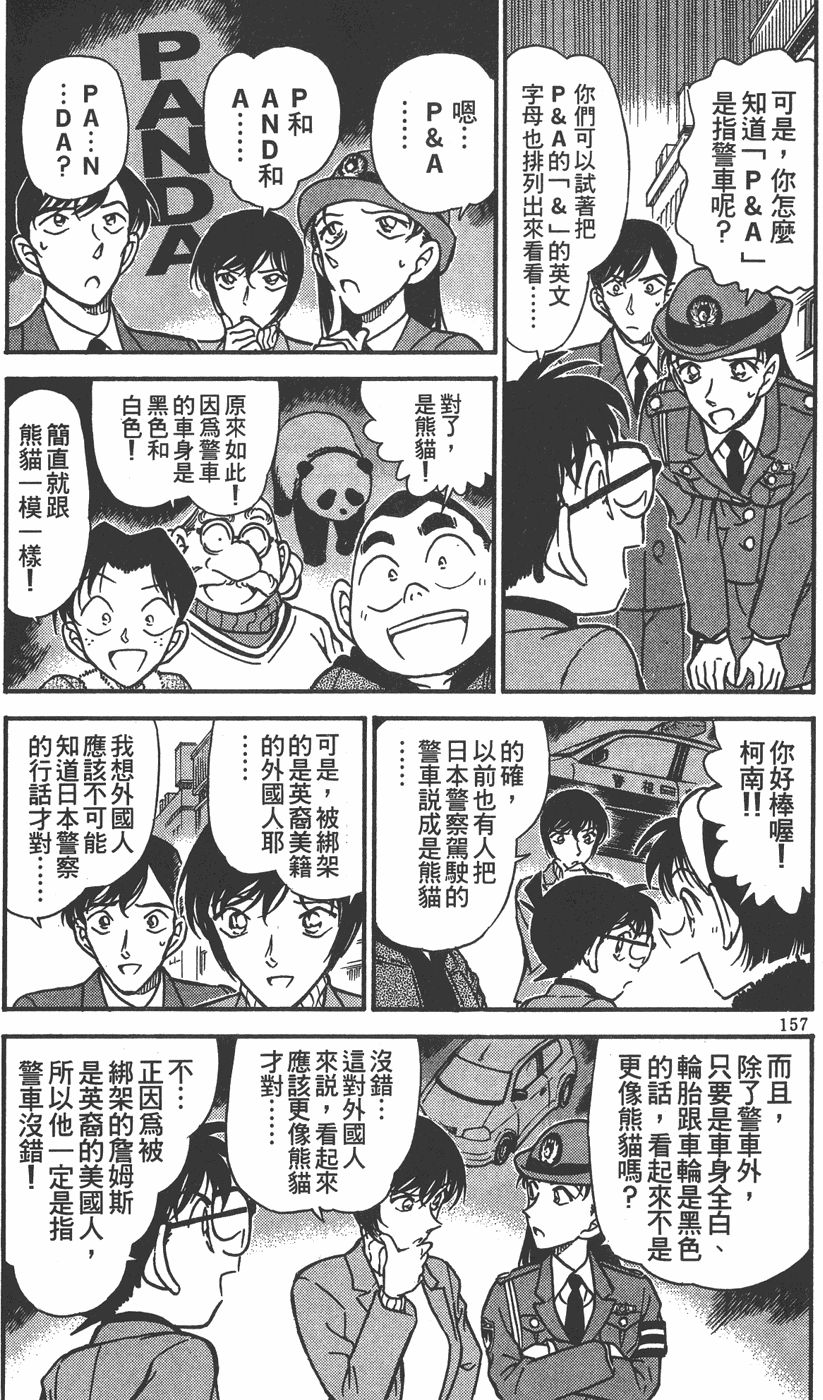 可是，你怎麼
知道「P&A」
是指警車呢？
你們可以試著把
P&A的「&」的英文
字母也排列出來看看……
嗯…
P&A
……
P和
AND和
A……
PA…N
…DA？
PANDA
對了，
是熊貓！
原來如此！
因為警車
的車身是
黑色和
白色！
簡直就跟
熊貓一模一樣！
你好棒喔！
柯南!!
的確，
以前也有人把
日本警察駕駛的
警車説成是熊貓
……
警視
可是，被綁架
的是英裔美籍
的外國人耶
……
我想外國人
應該不可能
知道日本警察
的行話才對……
157
而且，
除了警車外，
只要是車身全白、
輪胎跟車輪是黑色
的話，看起來不是
更像熊貓嗎？
沒錯…
這對外國人
來説，看起來
應該更像熊貓
才對……
不…
正因為被
綁架的詹姆斯
是英裔的美國人，
所以他一定是指
警車沒錯！